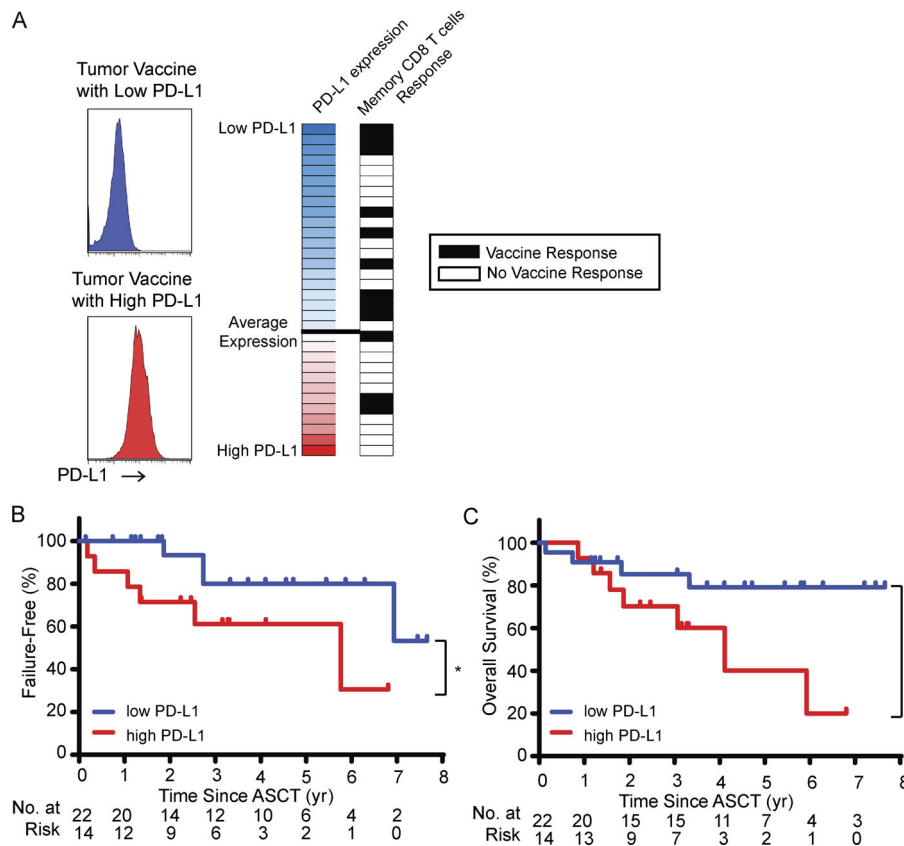 A
Tumor Vaccine
with Low PD-L1
Tumor Vaccine
with High PD-L1
PD-L1 →
PD-L1 expression
Memory CD8 T cells
Response
Low PD-L1
Average
Expression
High PD-L1
Vaccine Response
No Vaccine Response
B
Failure-Free (%)
100
80
60
40
20
0
low PD-L1
high PD-L1
0 1 2 3 4 5 6 7 8
Time Since ASCT (yr)
No. at
Risk
22 20 14 12 10 6 4 2
14 12 9 6 3 2 1 0
*
C
Overall Survival (%)
100
80
60
40
20
0
low PD-L1
high PD-L1
0 1 2 3 4 5 6 7 8
Time Since ASCT (yr)
No. at
Risk
22 20 15 15 11 7 4 3
14 13 9 7 3 2 1 0